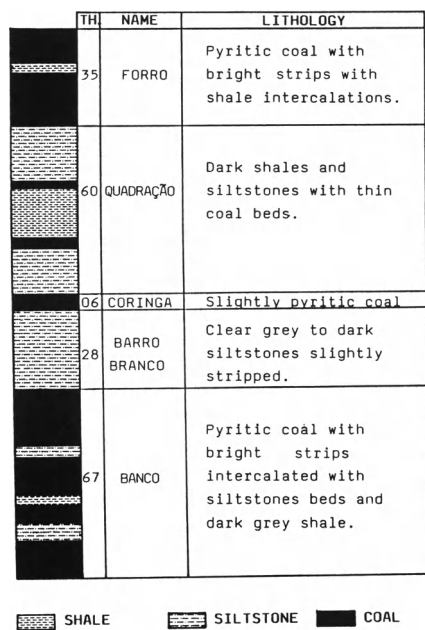 TH. NAME LITHOLOGY
35 FORRO Pyritic coal with
bright strips with
shale intercalations.
60 QUADRAÇÃO Dark shales and
siltstones with thin
coal beds.
06 CORINGA Slightly pyritic coal
28 BARRO BRANCO Clear grey to dark
siltstones slightly
stripped.
67 BANCO Pyritic coal with
bright strips
intercalated with
siltstones beds and
dark grey shale.
SHALE SILTSTONE COAL